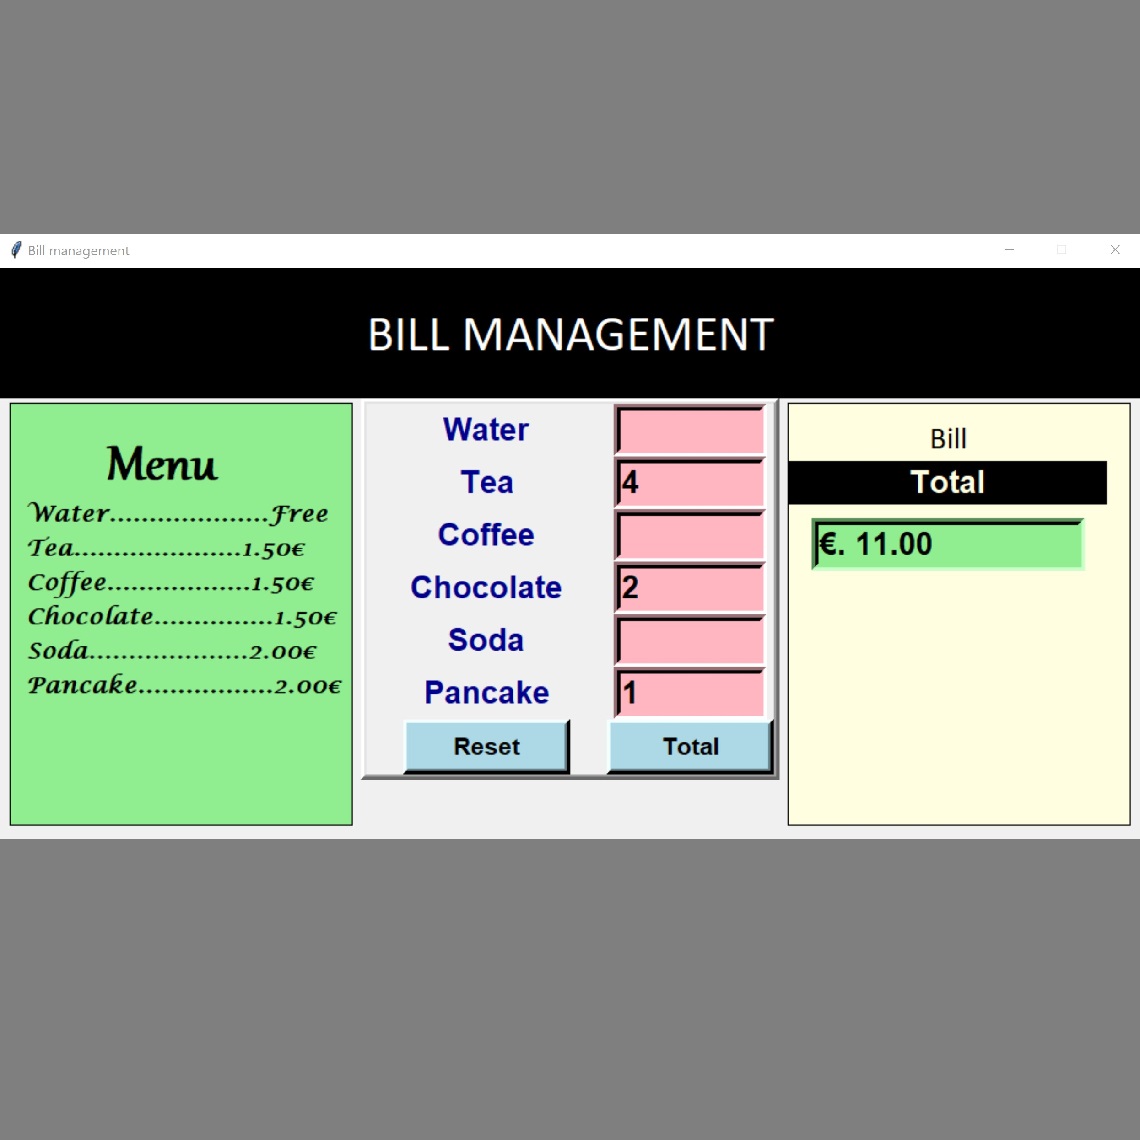 Bill management
BILL MANAGEMENT
Menu
Water....................Free
Tea.....................1.50€
Coffee..................1.50€
Chocolate...............1.50€
Soda....................2.00€
Pancake.................2.00€
Water
Tea 4
Coffee
Chocolate 2
Soda
Pancake 1
Reset Total
Bill
Total
€. 11.00